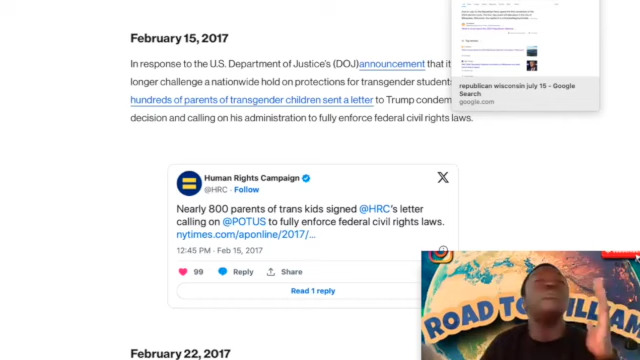 February 15, 2017
In response to the U.S. Department of Justice's (DOJ)announcement that it
longer challenge a nationwide hold on protections for transgender students
hundreds of parents of transgender children sent a letter to Trump condem
decision and calling on his administration to fully enforce federal civil rights laws.
republican wisconsin july 15 - Google
Search
google.com
Human Rights Campaign
@HRC · Follow
X
Nearly 800 parents of trans kids signed @HRC's letter
calling on @POTUS to fully enforce federal civil rights laws.
nytimes.com/aponline/2017/...
12:45 PM · Feb 15, 2017
99 Reply Share
Read 1 reply
ROAD TO
February 22, 2017